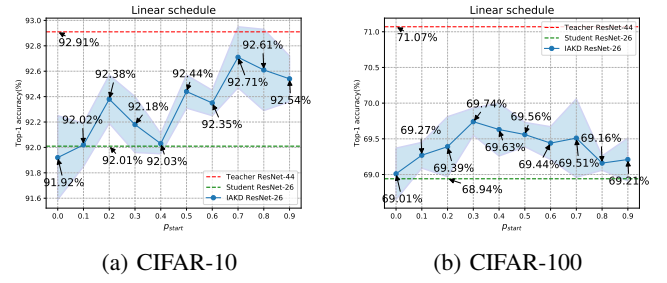 Linear schedule
93.0
92.8
92.6
92.4
92.2
92.0
91.8
91.6
Top-1 accuracy(%)
92.91%
92.38%
92.02%
92.18%
92.44%
92.61%
92.71%
92.35%
92.54%
92.01%
92.03%
91.92%
Teacher ResNet-44
Student ResNet-26
IAKD ResNet-26
0.0 0.1 0.2 0.3 0.4 0.5 0.6 0.7 0.8 0.9
p_start
(a) CIFAR-10
Linear schedule
71.0
70.5
70.0
69.5
69.0
Top-1 accuracy(%)
Teacher ResNet-44
Student ResNet-26
IAKD ResNet-26
71.07%
69.74%
69.56%
69.27%
69.16%
69.63%
69.39%
69.44%
69.51%
69.01%
68.94%
69.21%
0.0 0.1 0.2 0.3 0.4 0.5 0.6 0.7 0.8 0.9
p_start
(b) CIFAR-100